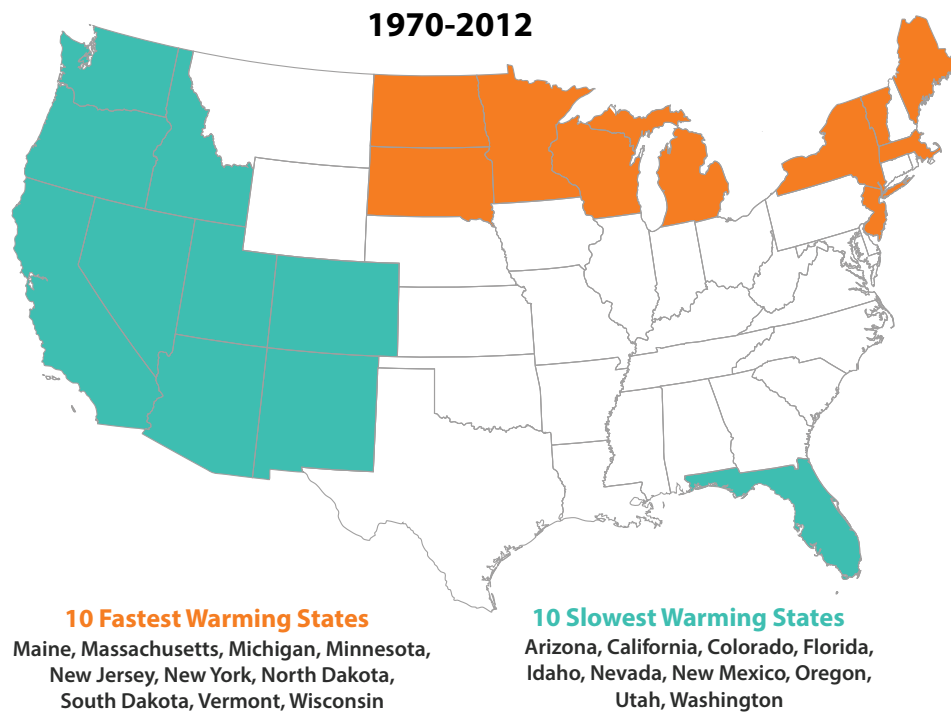 1970-2012
10 Fastest Warming States
Maine, Massachusetts, Michigan, Minnesota,
New Jersey, New York, North Dakota,
South Dakota, Vermont, Wisconsin
10 Slowest Warming States
Arizona, California, Colorado, Florida,
Idaho, Nevada, New Mexico, Oregon,
Utah, Washington